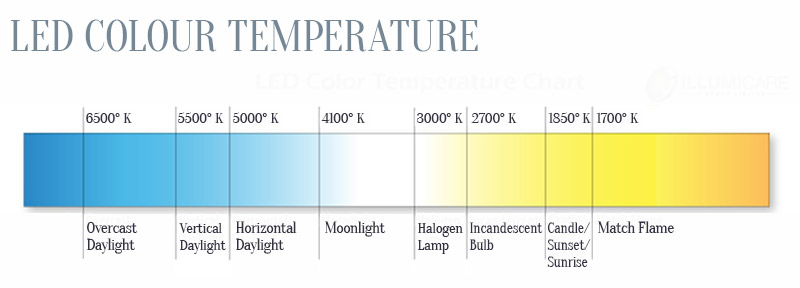 LED COLOUR TEMPERATURE
LED Color Temperature Chart
ILLUMICARE
6500° K 5500° K 5000° K 4100° K 3000° K 2700° K 1850° K 1700° K
Overcast Daylight
Vertical Daylight
Horizontal Daylight
Moonlight
Halogen Lamp
Incandescent Bulb
Candle/
Sunset/
Sunrise
Match Flame